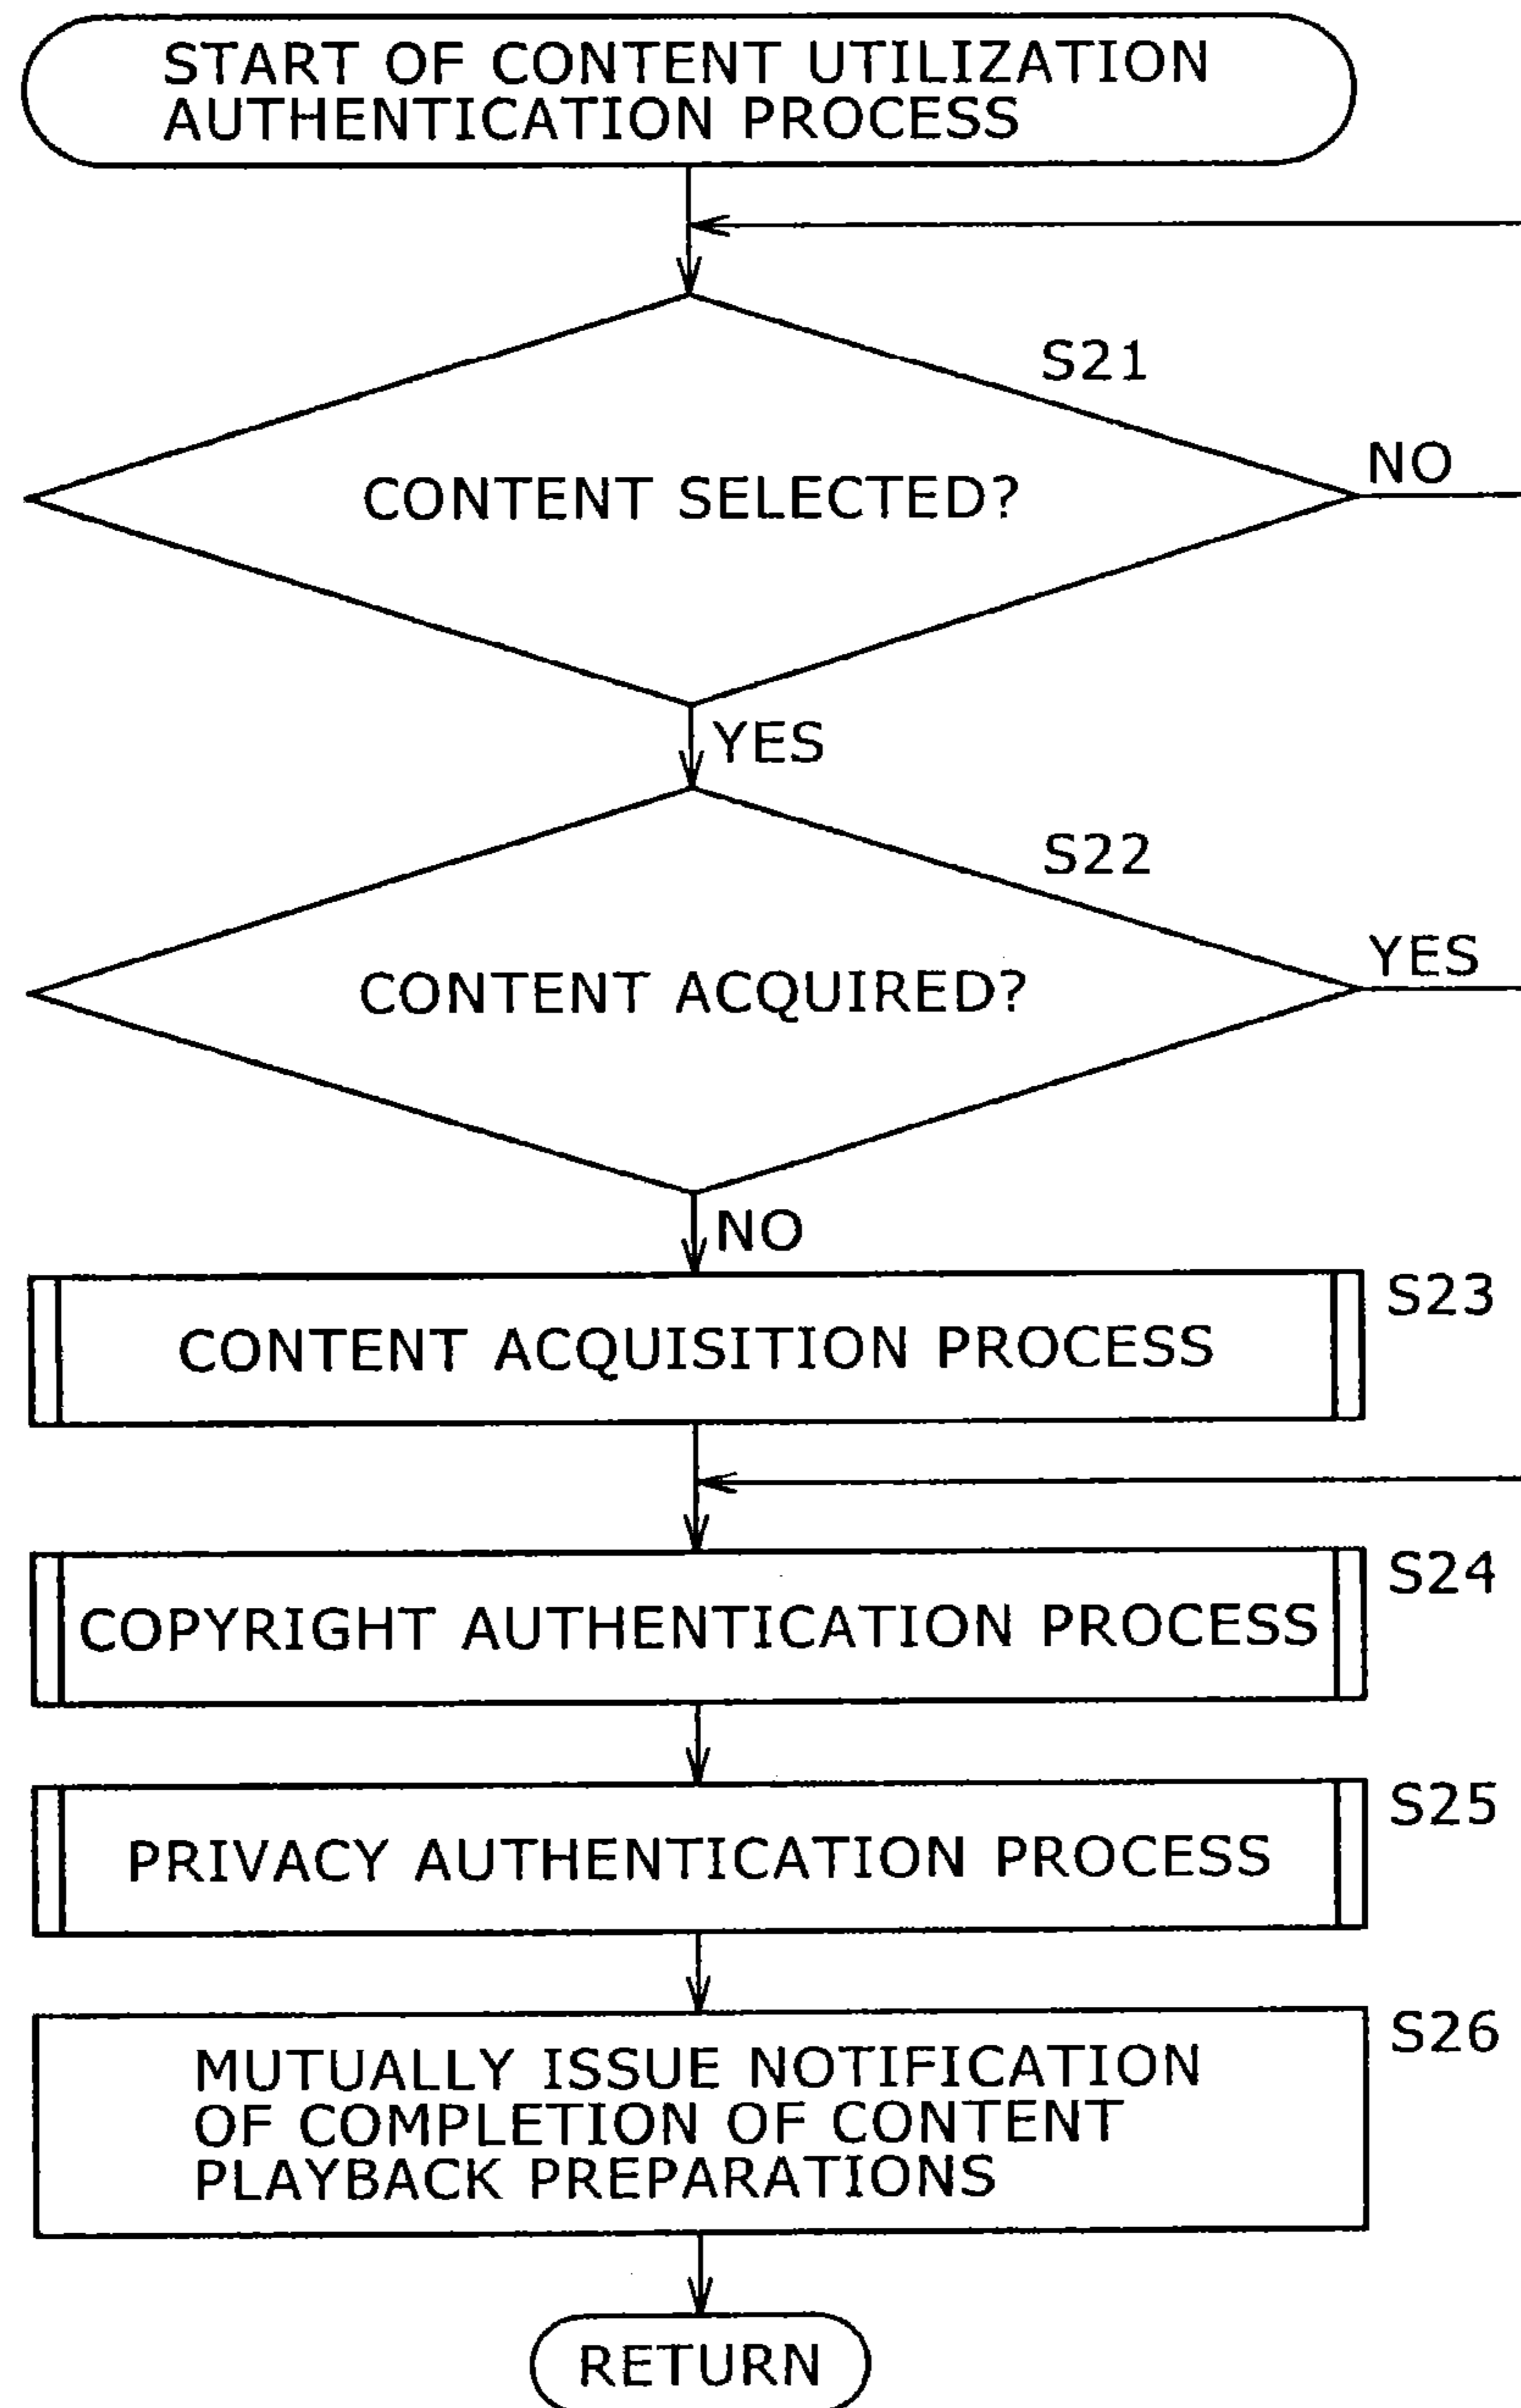 START OF CONTENT UTILIZATION
AUTHENTICATION PROCESS
S21
CONTENT SELECTED?
NO
YES
S22
CONTENT ACQUIRED?
YES
NO
S23
CONTENT ACQUISITION PROCESS
S24
COPYRIGHT AUTHENTICATION PROCESS
S25
PRIVACY AUTHENTICATION PROCESS
S26
MUTUALLY ISSUE NOTIFICATION
OF COMPLETION OF CONTENT
PLAYBACK PREPARATIONS
RETURN